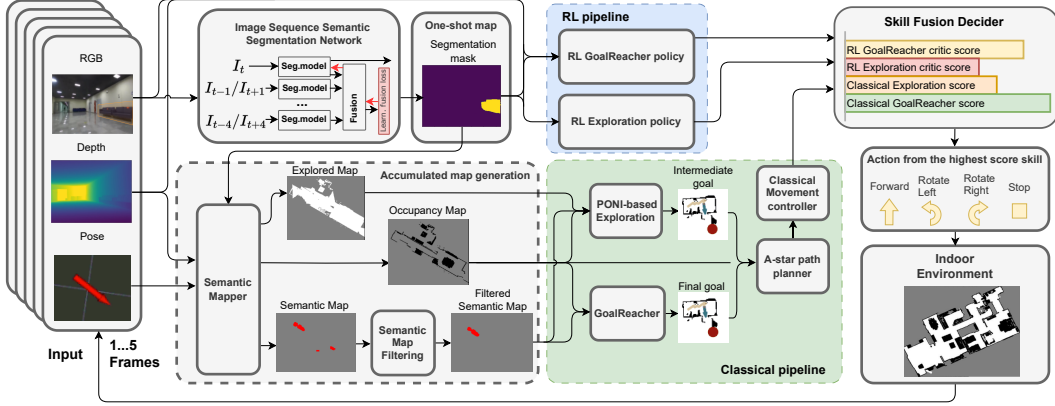 RGB
Depth
Pose
Input
1...5
Frames
Image Sequence Semantic
Segmentation Network
I_t
I_{t-1}/I_{t+1}
...
I_{t-4}/I_{t+4}
Seg.model
Seg.model
Seg.model
Fusion
Learn. fusion loss
One-shot map
Segmentation
mask
RL pipeline
RL GoalReacher policy
RL Exploration policy
Skill Fusion Decider
RL GoalReacher critic score
RL Exploration critic score
Classical Exploration score
Classical GoalReacher score
Action from the highest score skill
Forward
Rotate
Left
Rotate
Right
Stop
Indoor
Environment
Accumulated map generation
Explored Map
Occupancy Map
Semantic
Mapper
Semantic Map
Semantic
Map
Filtering
Filtered
Semantic Map
PONI-based
Exploration
Intermediate
goal
GoalReacher
Final goal
Classical
Movement
controller
A-star path
planner
Classical pipeline